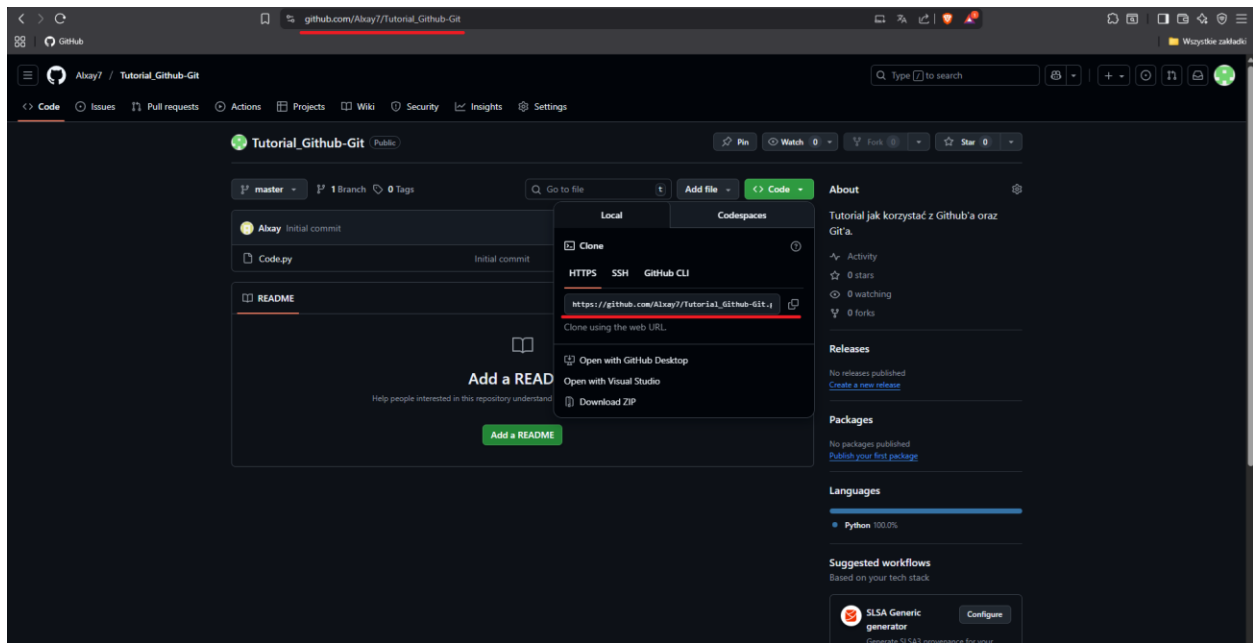 github.com/Alxay7/Tutorial_Github-Git
GitHub
Wszystkie zakładki
Alxay7 / Tutorial_Github-Git
Type / to search
Code Issues Pull requests Actions Projects Wiki Security Insights Settings
Tutorial_Github-Git Public
Pin Watch 0 Fork 0 Star 0
master 1 Branch 0 Tags
Go to file t Add file Code
Local Codespaces
Alxay Initial commit
Clone
Code.py Initial commit
HTTPS SSH GitHub CLI
README
https://github.com/Alxay7/Tutorial_Github-Git.
Clone using the web URL.
Open with GitHub Desktop
Add a READ
Open with Visual Studio
Help people interested in this repository understand
Download ZIP
Add a README
About
Tutorial jak korzystać z Github'a oraz
Git'a.
Activity
0 stars
0 watching
0 forks
Releases
No releases published
Create a new release
Packages
No packages published
Publish your first package
Languages
Python 100.0%
Suggested workflows
Based on your tech stack
SLSA Generic
generator
Configure
Generate SLSA3 provenance for your